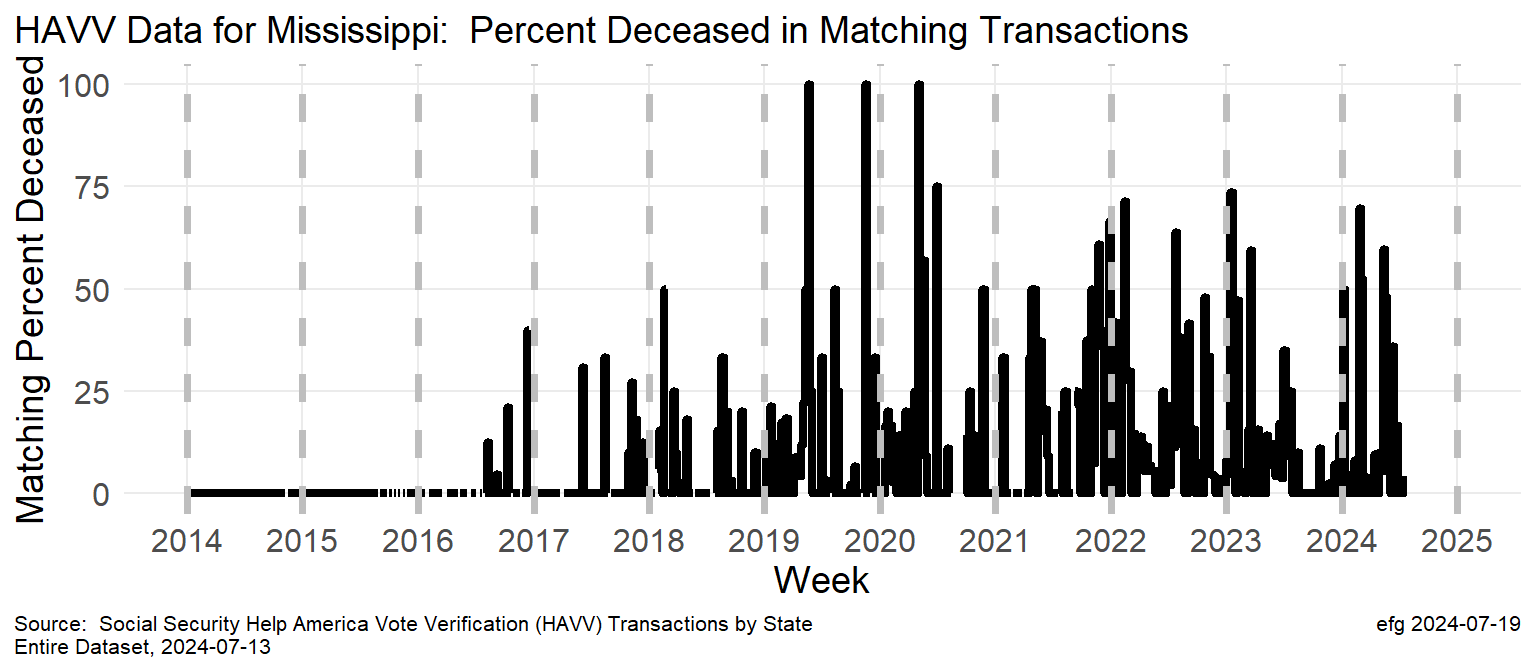 HAVV Data for Mississippi:  Percent Deceased in Matching Transactions
Matching Percent Deceased
100
75
50
25
0
2014 2015 2016 2017 2018 2019 2020 2021 2022 2023 2024 2025
Week
Source:  Social Security Help America Vote Verification (HAVV) Transactions by State
Entire Dataset, 2024-07-13
efg 2024-07-19